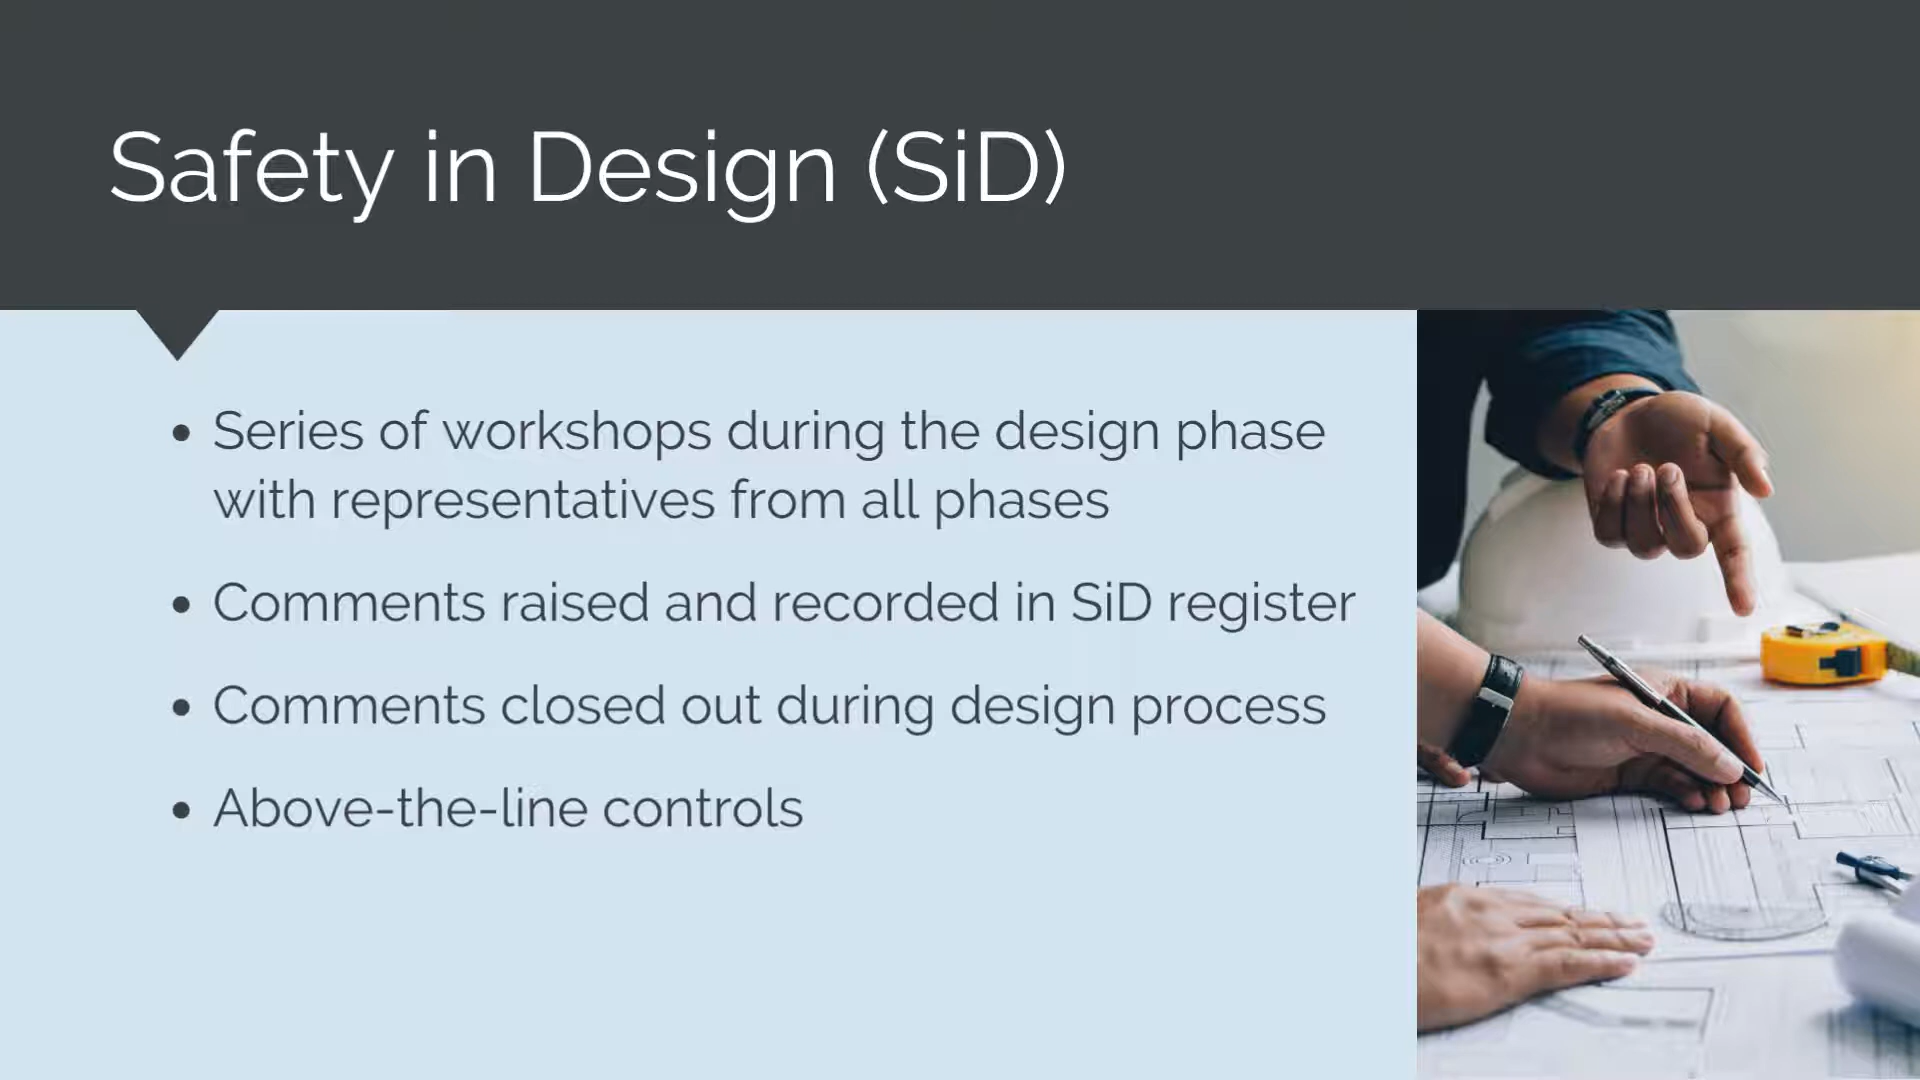 Safety in Design (SiD)
• Series of workshops during the design phase
with representatives from all phases
• Comments raised and recorded in SiD register
• Comments closed out during design process
• Above-the-line controls